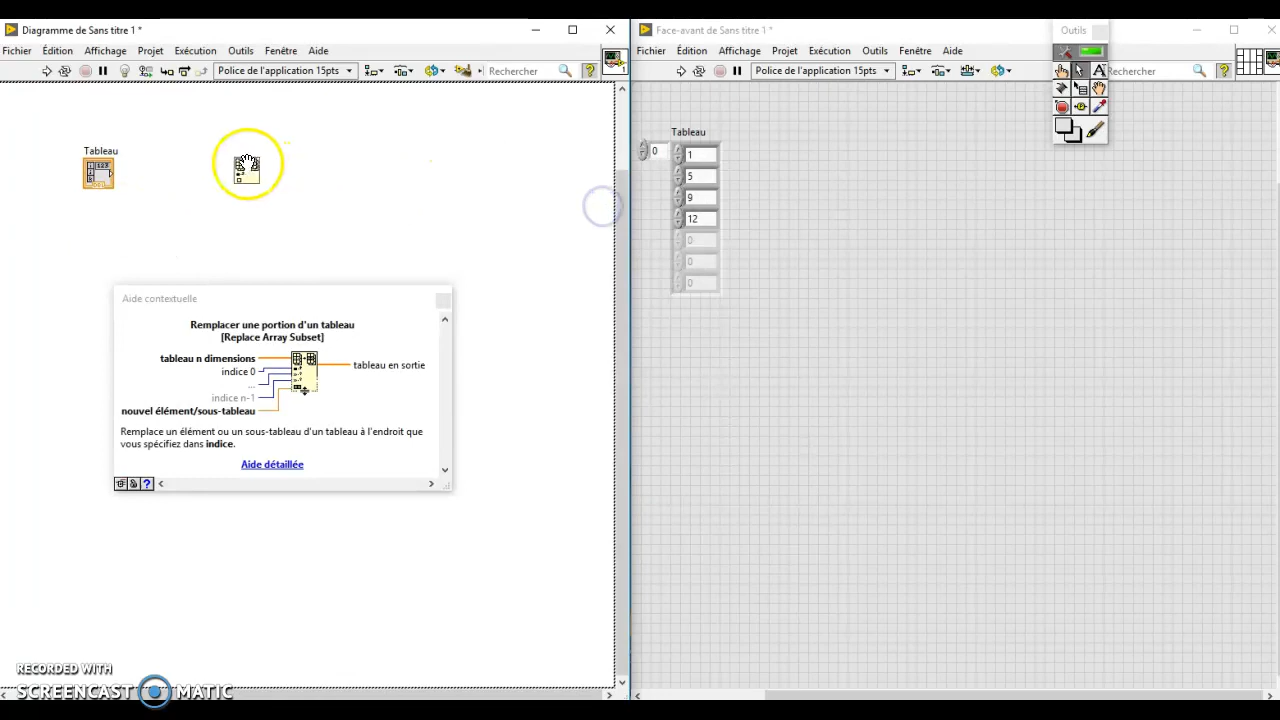 Diagramme de Sans titre 1 *
Fichier Édition Affichage Projet Exécution Outils Fenêtre Aide
Police de l'application 15pts
Rechercher
Tableau
Aide contextuelle
Remplacer une portion d'un tableau
[Replace Array Subset]
tableau n dimensions
indice 0
...
indice n-1
nouvel élément/sous-tableau
tableau en sortie
Remplace un élément ou un sous-tableau d'un tableau à l'endroit que
vous spécifiez dans indice.
Aide détaillée
RECORDED WITH
SCREENCAST MATIC
Face-avant de Sans titre 1 *
Fichier Édition Affichage Projet Exécution Outils Fenêtre Aide
Police de l'application 15pts
Rechercher
Outils
Tableau
0
1
5
9
12
0
0
0